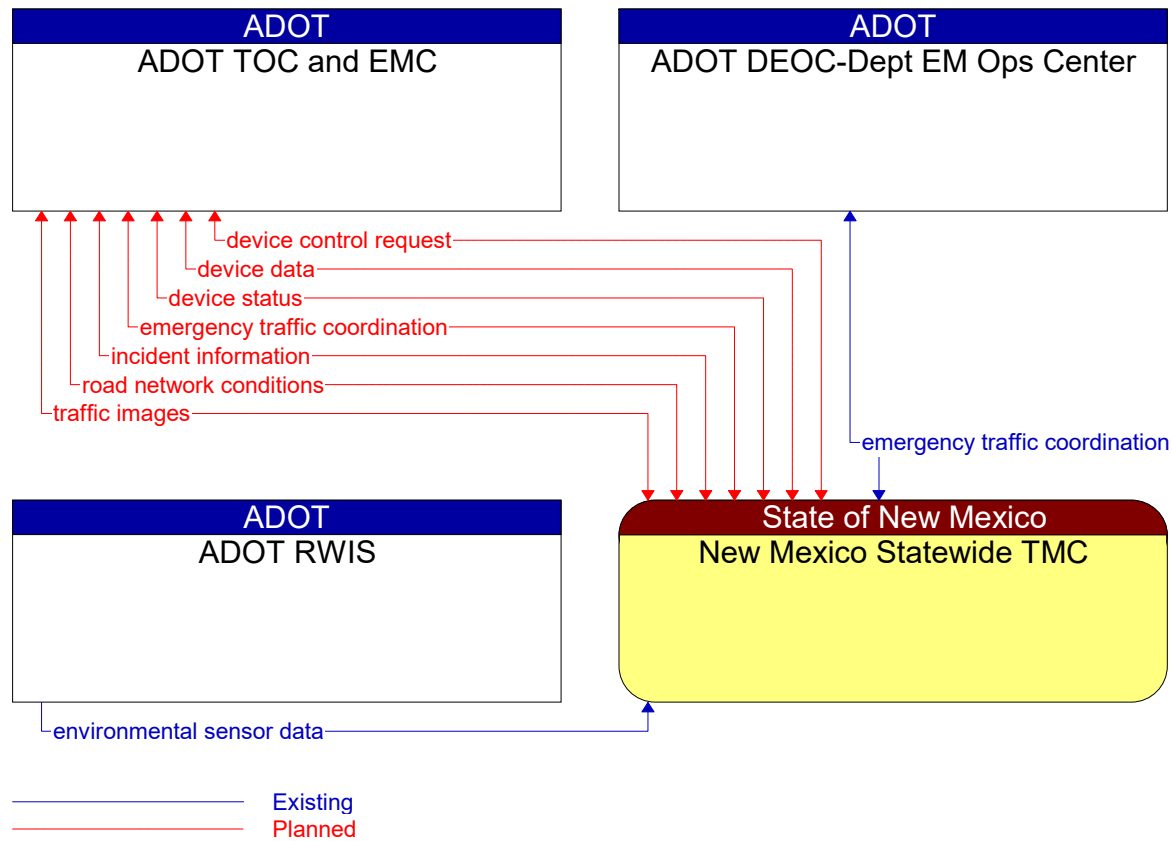 ADOT
ADOT TOC and EMC
ADOT
ADOT DEOC-Dept EM Ops Center
device control request
device data
device status
emergency traffic coordination
incident information
road network conditions
traffic images
emergency traffic coordination
ADOT
ADOT RWIS
State of New Mexico
New Mexico Statewide TMC
environmental sensor data
Existing
Planned